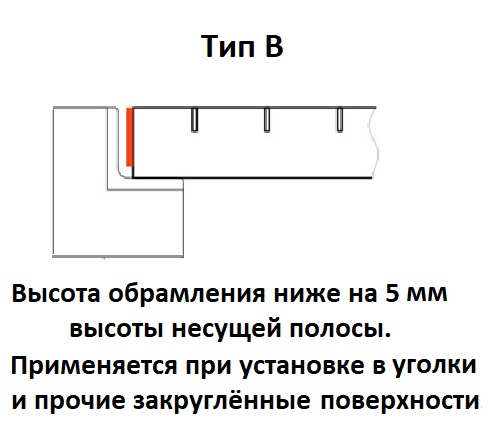 Тип В
Высота обрамления ниже на 5 мм
высоты несущей полосы.
Применяется при установке в уголки
и прочие закруглённые поверхности